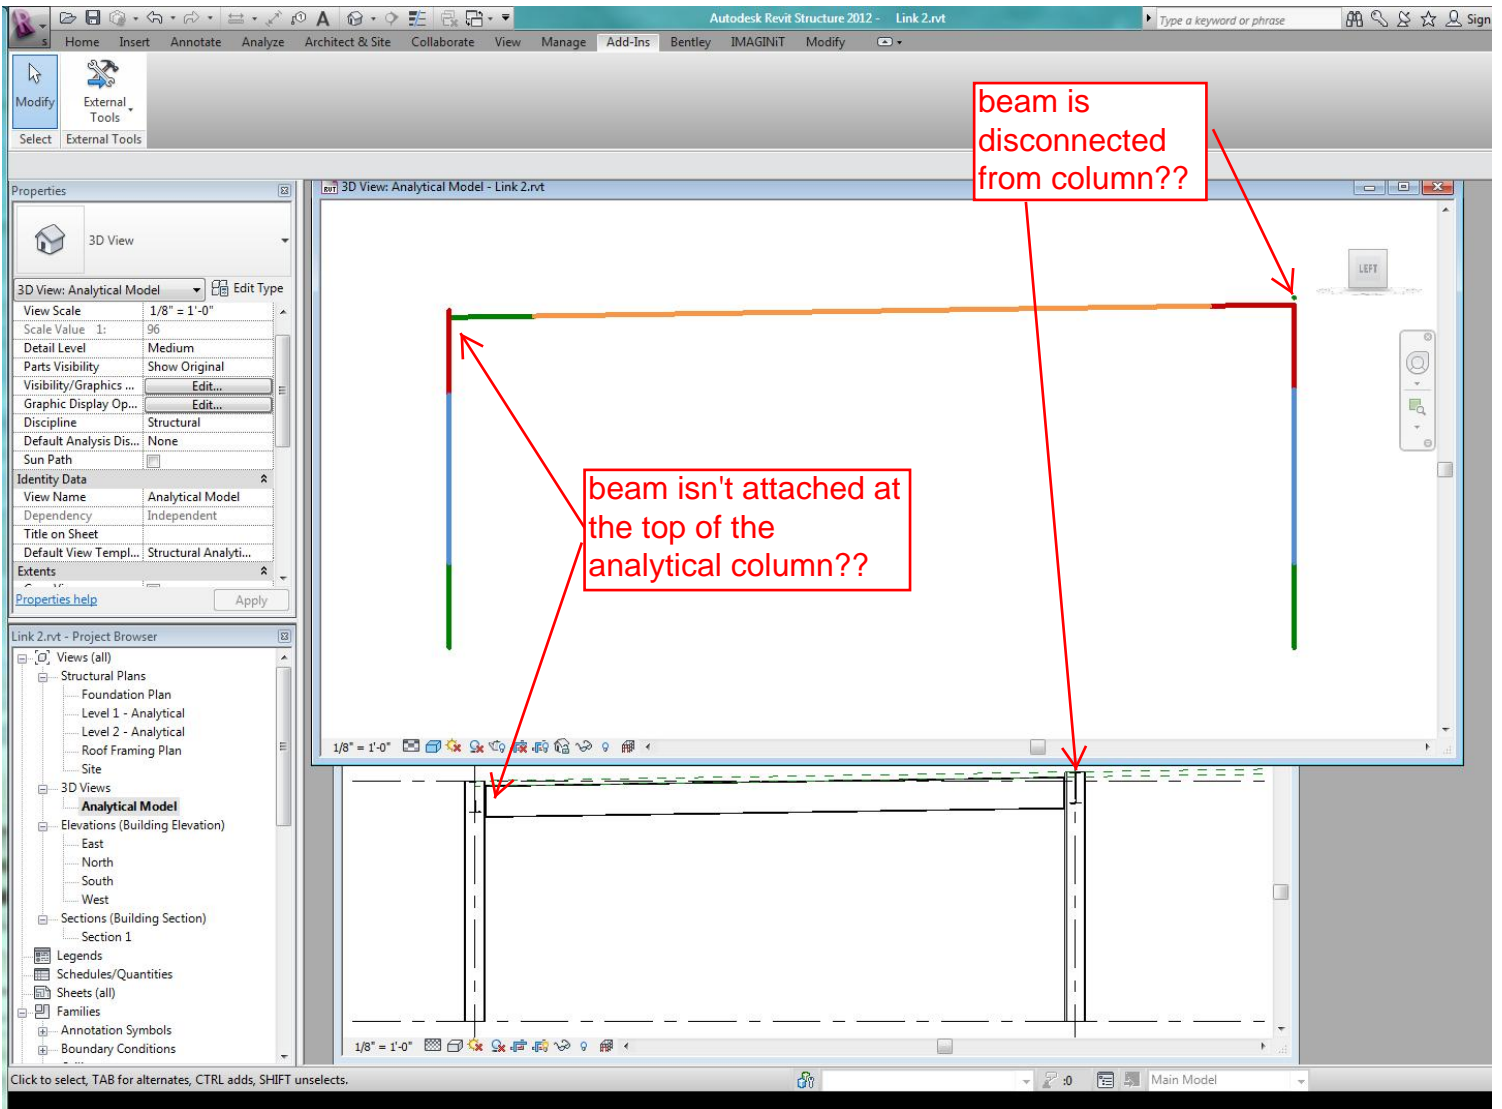 Autodesk Revit Structure 2012 - Link 2.rvt
Type a keyword or phrase
Sign
Home Insert Annotate Analyze Architect & Site Collaborate View Manage Add-Ins Bentley IMAGINiT Modify
Modify
External
Tools
Select External Tools
beam is
disconnected
from column??
Properties
3D View
3D View: Analytical Model Edit Type
View Scale 1/8" = 1'-0"
Scale Value 1: 96
Detail Level Medium
Parts Visibility Show Original
Visibility/Graphics ... Edit...
Graphic Display Op... Edit...
Discipline Structural
Default Analysis Dis... None
Sun Path
Identity Data
View Name Analytical Model
Dependency Independent
Title on Sheet
Default View Templ... Structural Analyti...
Extents
Properties help Apply
3D View: Analytical Model - Link 2.rvt
LEFT
beam isn't attached at
the top of the
analytical column??
1/8" = 1'-0"
Link 2.rvt - Project Browser
Views (all)
Structural Plans
Foundation Plan
Level 1 - Analytical
Level 2 - Analytical
Roof Framing Plan
Site
3D Views
Analytical Model
Elevations (Building Elevation)
East
North
South
West
Sections (Building Section)
Section 1
Legends
Schedules/Quantities
Sheets (all)
Families
Annotation Symbols
Boundary Conditions
1/8" = 1'-0"
Click to select, TAB for alternates, CTRL adds, SHIFT unselects.
:0
Main Model